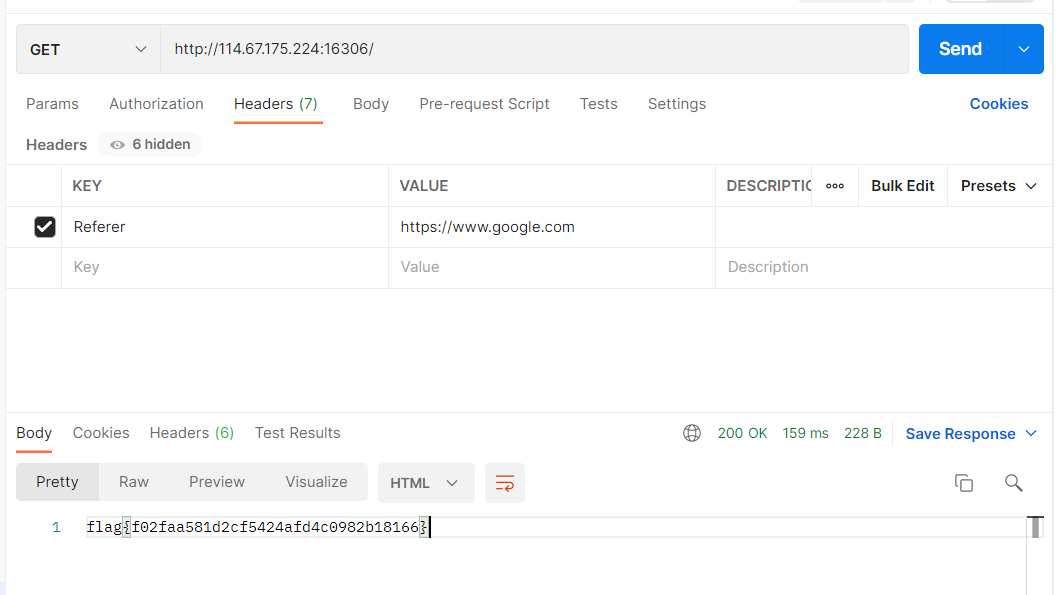 GET http://114.67.175.224:16306/ Send
Params Authorization Headers (7) Body Pre-request Script Tests Settings Cookies
Headers 6 hidden
KEY VALUE DESCRIPTIC ooo Bulk Edit Presets
Referer https://www.google.com
Key Value Description
Body Cookies Headers (6) Test Results 200 OK 159 ms 228 B Save Response
Pretty Raw Preview Visualize HTML
1 flag{f02faa581d2cf5424afd4c0982b18166}